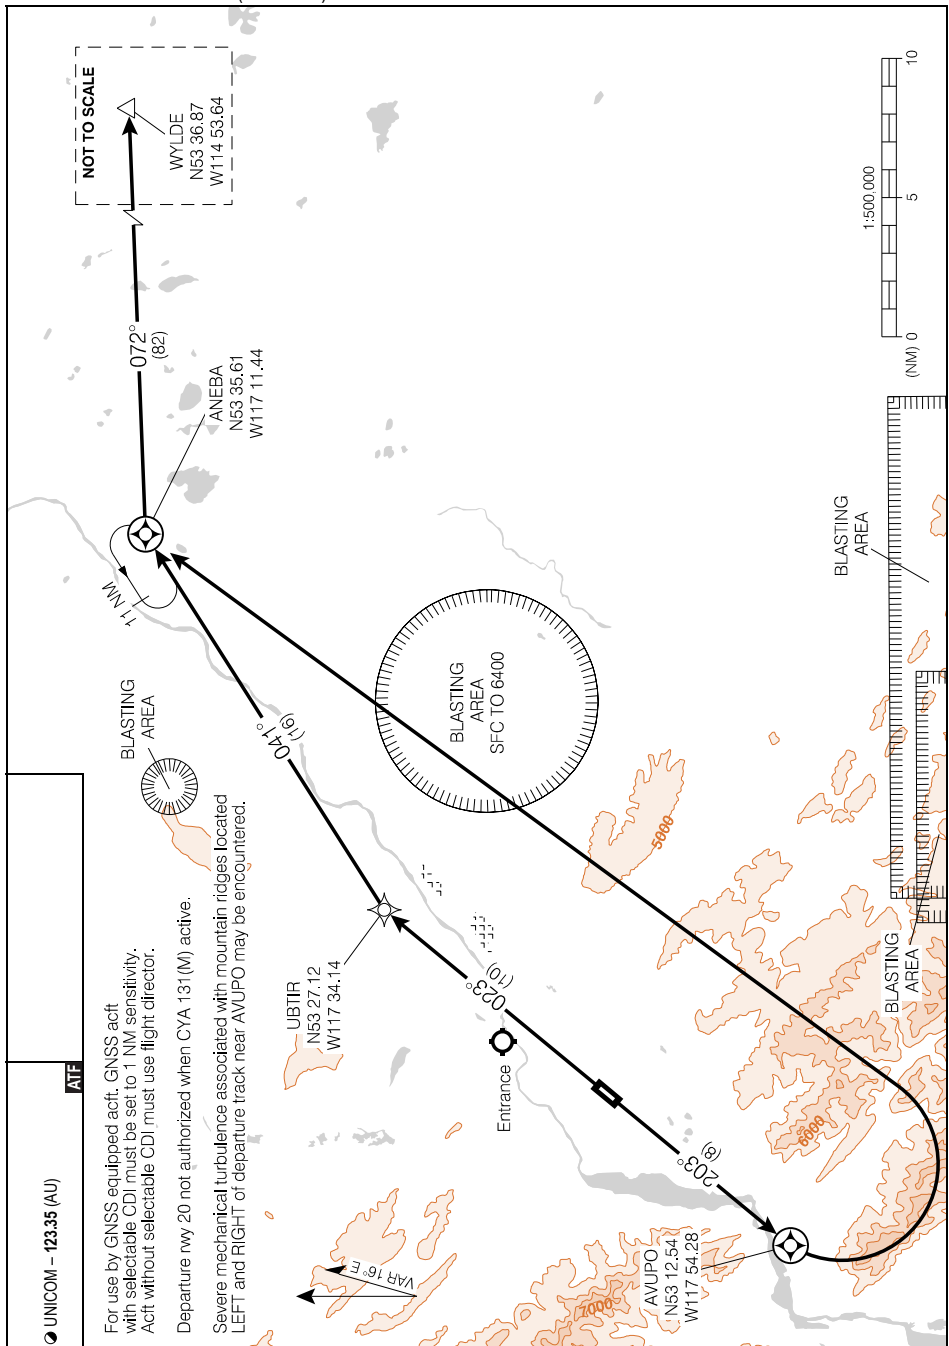 UNICOM – 123.35 (AU)
ATF
For use by GNSS equipped acft. GNSS acft
with selectable CDI must be set to 1 NM sensitivity.
Acft without selectable CDI must use flight director.
Departure rwy 20 not authorized when CYA 131(M) active.
Severe mechanical turbulence associated with mountain ridges located
LEFT and RIGHT of departure track near AVUPO may be encountered.
NOT TO SCALE
WYLDE
N53 36.87
W114 53.64
072°
(82)
ANEBA
N53 35.61
W117 11.44
11 NM
BLASTING
AREA
041°
(16)
BLASTING
AREA
SFC TO 6400
UBTIR
N53 27.12
W117 34.14
023°
(10)
Entrance
203°
(8)
AVUPO
N53 12.54
W117 54.28
VAR 16° E
5000
6000
7000
BLASTING
AREA
BLASTING
AREA
1:500,000
(NM) 0 5 10